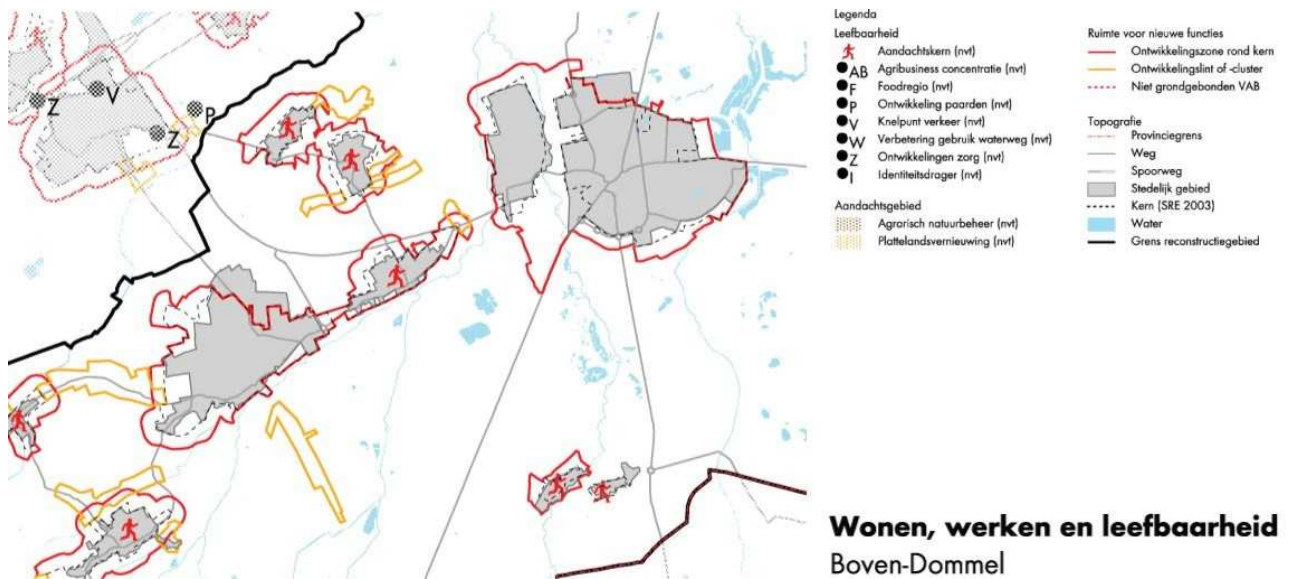 Z
V
P
Z
Legenda
Leefbaarheid
Aandachtskern (nvt)
AB Agribusiness concentratie (nvt)
F Foodregio (nvt)
P Ontwikkeling paarden (nvt)
V Knelpunt verkeer (nvt)
W Verbetering gebruik waterweg (nvt)
Z Ontwikkelingen zorg (nvt)
I Identiteitsdrager (nvt)
Aandachtsgebied
Agrarisch natuurbeheer (nvt)
Plattelandsvernieuwing (nvt)
Ruimte voor nieuwe functies
Ontwikkelingszone rond kern
Ontwikkelingslint of -cluster
Niet grondgebonden VAB
Topografie
Provinciegrens
Weg
Spoorweg
Stedelijk gebied
Kern (SRE 2003)
Water
Grens reconstructiegebied
Wonen, werken en leefbaarheid
Boven-Dommel